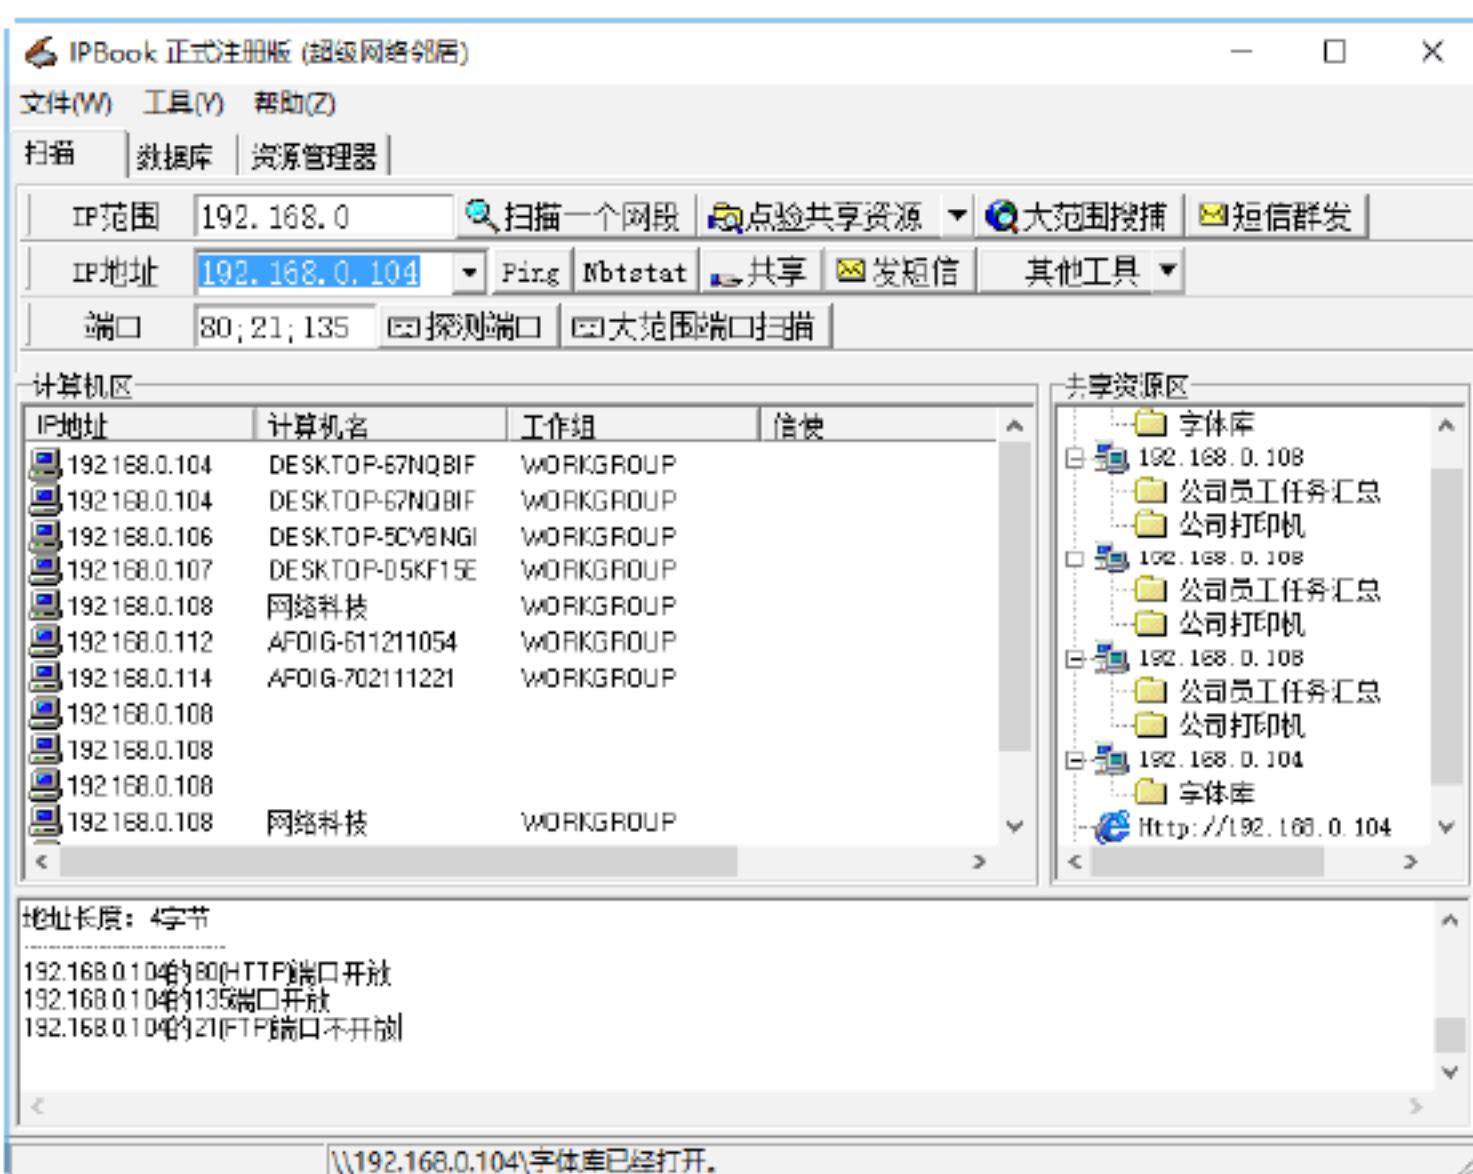 IPBook 正式注册版 (超级网络邻居)
文件(W) 工具(Y) 帮助(Z)
扫描 数据库 资源管理器
IP范围 192.168.0 扫描一个网段 点验共享资源 大范围搜捕 短信群发
IP地址 192.168.0.104 Ping Nbtstat 共享 发短信 其他工具
端口 80;21;135 探测端口 大范围端口扫描
计算机区
IP地址 计算机名 工作组 信使
192.168.0.104 DESKTOP-67NQBIF WORKGROUP
192.168.0.104 DESKTOP-67NQBIF WORKGROUP
192.168.0.106 WORKGROUP
192.168.0.107 DESKTOP-D5KF15E WORKGROUP
192.168.0.108 网络科技 WORKGROUP
192.168.0.112 AFOIG-611211054 WORKGROUP
192.168.0.114 AFOIG-702111221 WORKGROUP
192.168.0.108
192.168.0.108
192.168.0.108
192.168.0.108 网络科技 WORKGROUP
共享资源区
字体库
192.168.0.108
公司员工任务汇总
公司打印机
192.168.0.108
公司员工任务汇总
公司打印机
192.168.0.108
公司员工任务汇总
公司打印机
192.168.0.104
字体库
Http://192.168.0.104
地址长度：4字节
192.168.0.104的80(HTTP)端口开放
192.168.0.104的135端口开放
192.168.0.104的21(FTP)端口不开放
\\192.168.0.104\字体库已经打开。